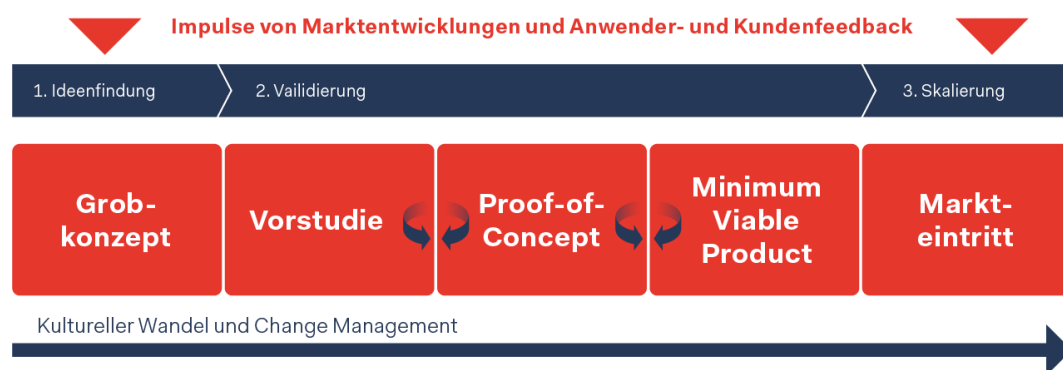 Impulse von Marktentwicklungen und Anwender- und Kundenfeedback
1. Ideenfindung
2. Vailidierung
3. Skalierung
Grob-
konzept
Vorstudie
Proof-of-
Concept
Minimum
Viable
Product
Markt-
eintritt
Kultureller Wandel und Change Management